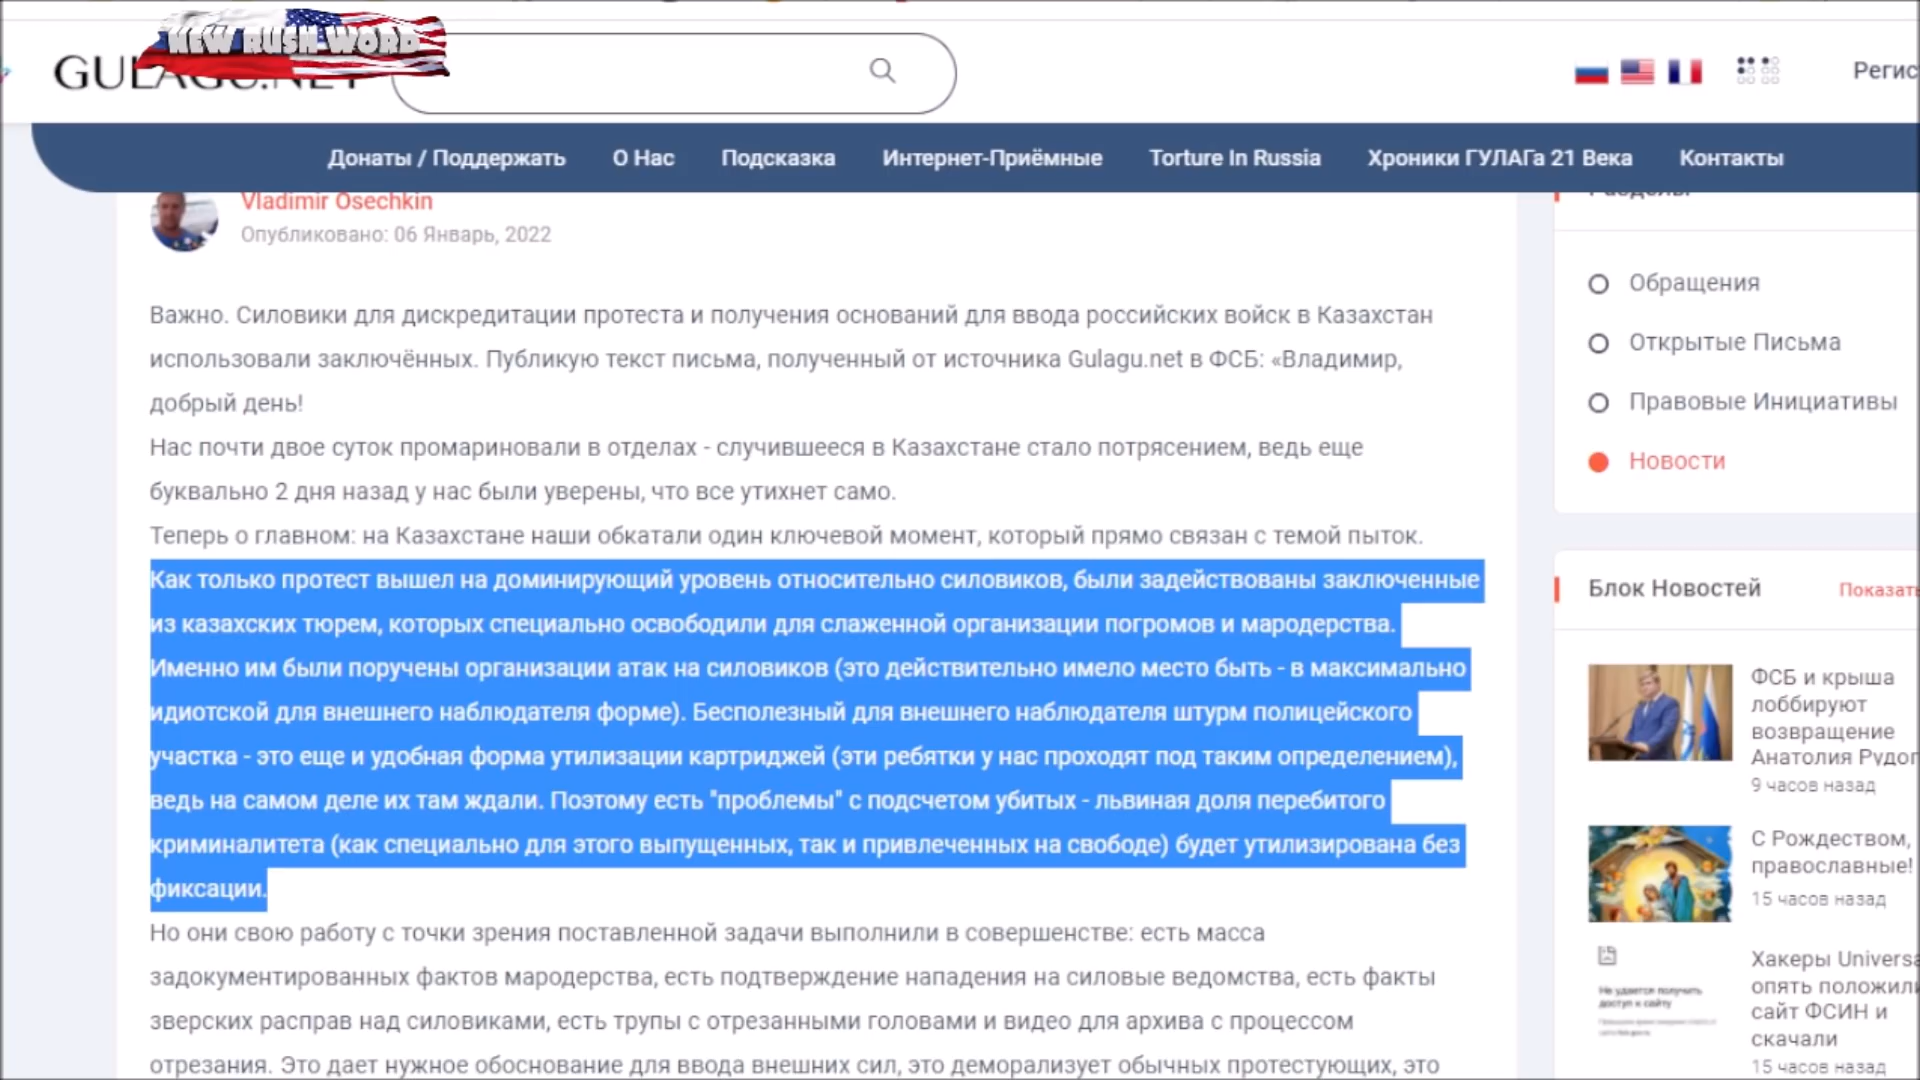 NEW RUSH WORD
GULAGU.NET
Регис
Донаты / Поддержать
О Нас
Подсказка
Интернет-Приёмные
Torture In Russia
Хроники ГУЛАГа 21 Века
Контакты
Vladimir Osechkin
Опубликовано: 06 Январь, 2022
Важно. Силовики для дискредитации протеста и получения оснований для ввода российских войск в Казахстан
использовали заключённых. Публикую текст письма, полученный от источника Gulagu.net в ФСБ: «Владимир,
добрый день!
Нас почти двое суток промариновали в отделах - случившееся в Казахстане стало потрясением, ведь еще
буквально 2 дня назад у нас были уверены, что все утихнет само.
Теперь о главном: на Казахстане наши обкатали один ключевой момент, который прямо связан с темой пыток.
Как только протест вышел на доминирующий уровень относительно силовиков, были задействованы заключенные
из казахских тюрем, которых специально освободили для слаженной организации погромов и мародерства.
Именно им были поручены организации атак на силовиков (это действительно имело место быть - в максимально
идиотской для внешнего наблюдателя форме). Бесполезный для внешнего наблюдателя штурм полицейского
участка - это еще и удобная форма утилизации картриджей (эти ребятки у нас проходят под таким определением),
ведь на самом деле их там ждали. Поэтому есть "проблемы" с подсчетом убитых - львиная доля перебитого
криминалитета (как специально для этого выпущенных, так и привлеченных на свободе) будет утилизирована без
фиксации.
Но они свою работу с точки зрения поставленной задачи выполнили в совершенстве: есть масса
задокументированных фактов мародерства, есть подтверждение нападения на силовые ведомства, есть факты
зверских расправ над силовиками, есть трупы с отрезанными головами и видео для архива с процессом
отрезания. Это дает нужное обоснование для ввода внешних сил, это деморализует обычных протестующих, это
Разделы
Обращения
Открытые Письма
Правовые Инициативы
Новости
Блок Новостей
Показать
ФСБ и крыша
лоббируют
возвращение
Анатолия Рудог
9 часов назад
С Рождеством,
православные!
15 часов назад
Не удается получить
доступ к сайту
Хакеры Universa
опять положили
сайт ФСИН и
скачали
15 часов назад